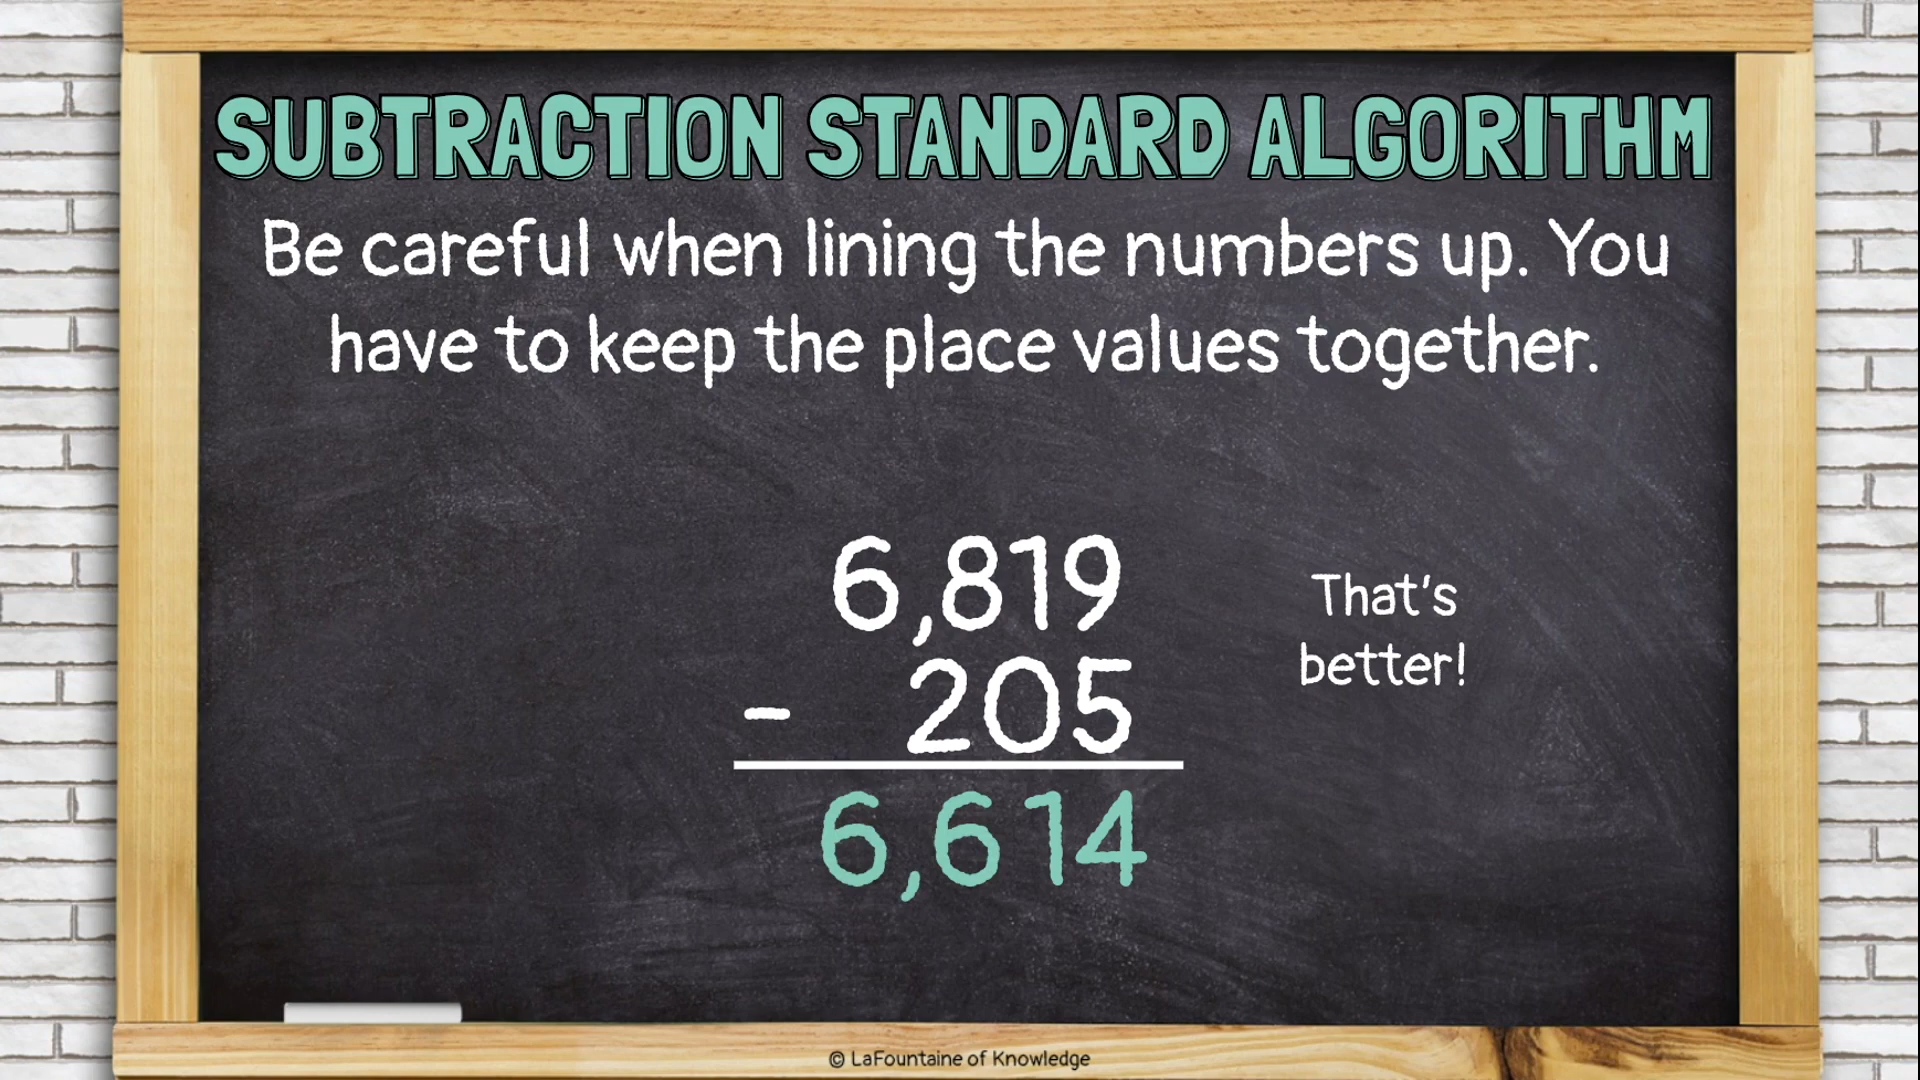 SUBTRACTION STANDARD ALGORITHM
Be careful when lining the numbers up. You
have to keep the place values together.
6,819
That's
better!
- 205
6,614
© LaFountaine of Knowledge